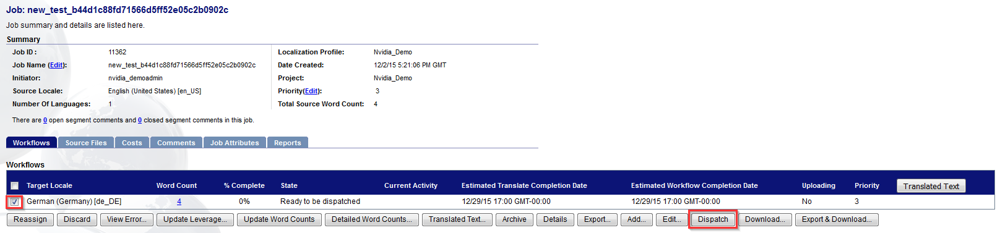 Job: new_test_b44d1c88fd71566d5ff52e05c2b0902c
Job summary and details are listed here.
Summary
Job ID : 11362 Localization Profile: Nvidia_Demo
Job Name (Edit): new_test_b44d1c88fd71566d5ff52e05c2b0902c Date Created: 12/2/15 5:21:06 PM GMT
Initiator: nvidia_demoadmin Project: Nvidia_Demo
Source Locale: English (United States) [en_US] Priority(Edit): 3
Number Of Languages: 1 Total Source Word Count: 4
There are 0 open segment comments and 0 closed segment comments in this job.
Workflows Source Files Costs Comments Job Attributes Reports
Workflows
Target Locale Word Count % Complete State Current Activity Estimated Translate Completion Date Estimated Workflow Completion Date Uploading Priority Translated Text
German (Germany) [de_DE] 4 0% Ready to be dispatched 12/29/15 17:00 GMT-00:00 12/29/15 17:00 GMT-00:00 No 3
Reassign Discard View Error... Update Leverage... Update Word Counts Detailed Word Counts... Translated Text... Archive Details Export... Add... Edit... Dispatch Download... Export & Download...